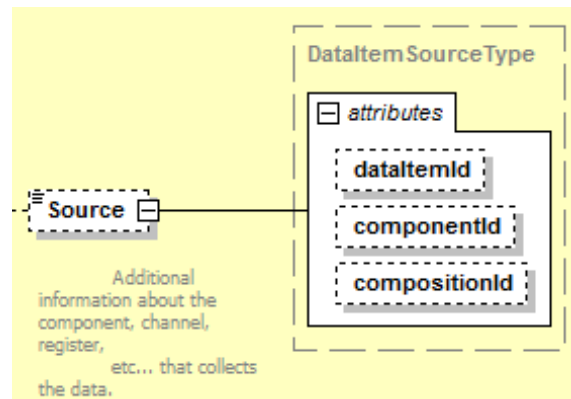 DataItemSourceType
attributes
dataItemId
componentId
compositionId
Source
Additional
information about the
component, channel,
register,
etc... that collects
the data.